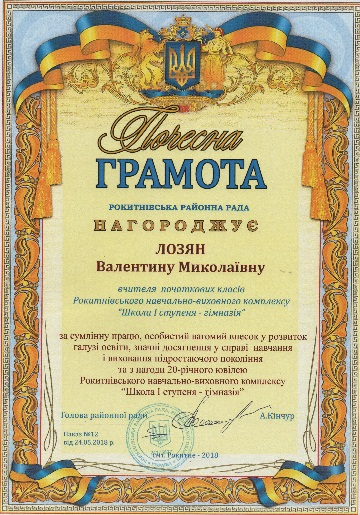 Почесна
ГРАМОТА
РОКИТНІВСЬКА РАЙОННА РАДА
НАГОРОДЖУЄ
ЛОЗЯН
Валентину Миколаївну
вчителя початкових класів
Рокитнівського навчально-виховного комплексу
"Школа І ступеня - гімназія"
за сумлінну працю, особистий вагомий внесок у розвиток
галузі освіти, значні досягнення у справі навчання
і виховання підростаючого покоління
та з нагоди 20-річного ювілею
Рокитнівського навчально-виховного комплексу
"Школа І ступеня - гімназія"
Голова районної ради А.Кінчур
Наказ №12
від 24.05.2018 р.
смт Рокитне - 2018